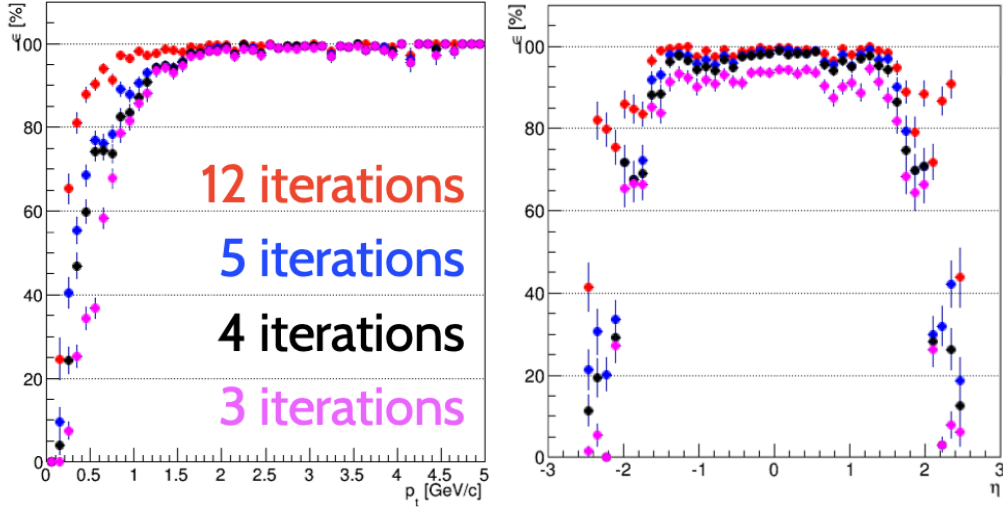 ε [%]
100
80
60
40
20
0
0 0.5 1 1.5 2 2.5 3 3.5 4 4.5 5
p_t [GeV/c]
12 iterations
5 iterations
4 iterations
3 iterations
ε [%]
100
80
60
40
20
0
-3 -2 -1 0 1 2 3
η